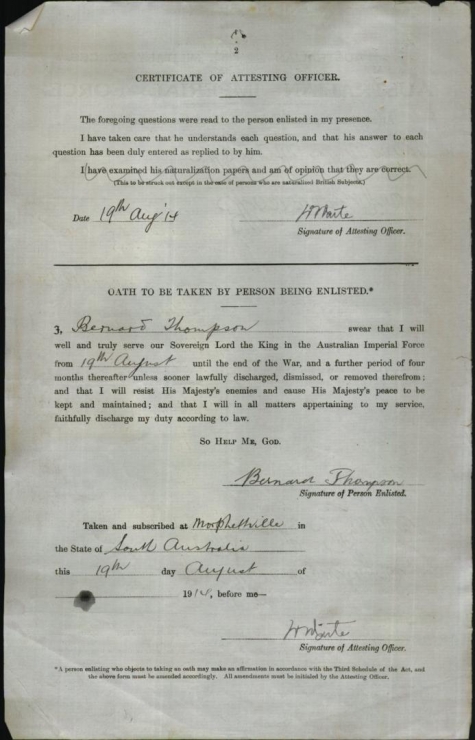 2
CERTIFICATE OF ATTESTING OFFICER.
The foregoing questions were read to the person enlisted in my presence.
I have taken care that he understands each question, and that his answer to each
question has been duly entered as replied to by him.
I have examined his naturalization papers and am of opinion that they are correct.
(This to be struck out except in the case of persons who are naturalized British Subjects.)
Date 19th Aug '14
Signature of Attesting Officer.
OATH TO BE TAKEN BY PERSON BEING ENLISTED.*
I, Bernard Thompson swear that I will
well and truly serve our Sovereign Lord the King in the Australian Imperial Force
from 19th August until the end of the War, and a further period of four
months thereafter unless sooner lawfully discharged, dismissed, or removed therefrom;
and that I will resist His Majesty's enemies and cause His Majesty's peace to be
kept and maintained; and that I will in all matters appertaining to my service,
faithfully discharge my duty according to law.
SO HELP ME, GOD.
Bernard Thompson
Signature of Person Enlisted.
Taken and subscribed at Morphettville in
the State of South Australia
this 19th day August of
1914, before me—
Signature of Attesting Officer.
*A person enlisting who objects to taking an oath may make an affirmation in accordance with the Third Schedule of the Act, and
the above form must be amended accordingly. All amendments must be initialed by the Attesting Officer.